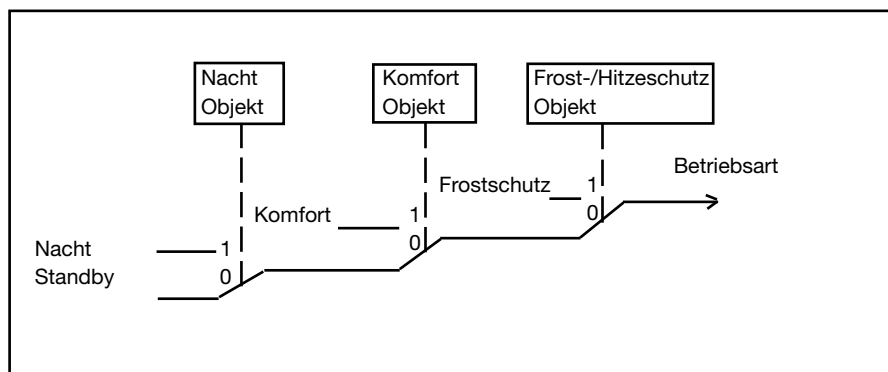 Nacht
Objekt
Komfort
Objekt
Frost-/Hitzeschutz
Objekt
Betriebsart
Frostschutz
1
0
Komfort
1
0
Nacht
1
Standby
0